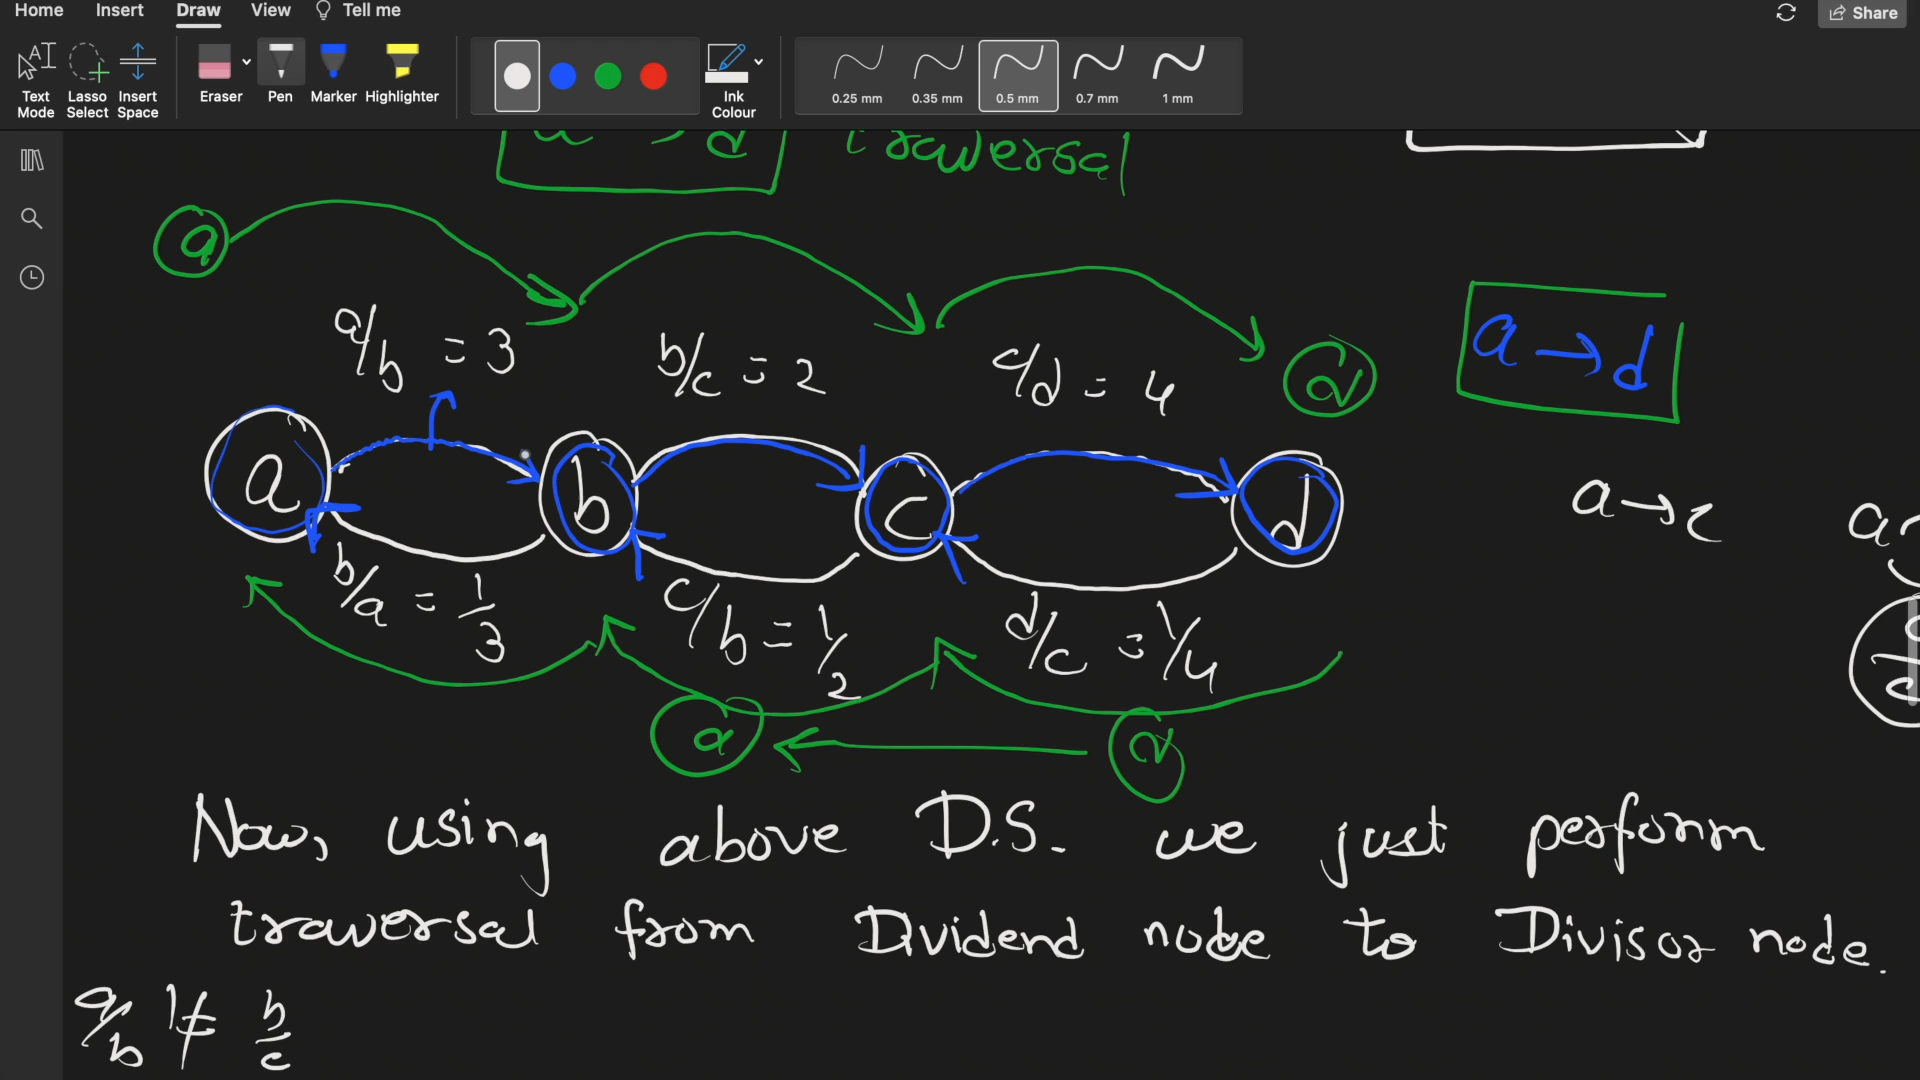 Home Insert Draw View Tell me Share
Text Mode Lasso Select Insert Space Eraser Pen Marker Highlighter Ink Colour 0.25 mm 0.35 mm 0.5 mm 0.7 mm 1 mm
a → d traversal
a
a/b = 3 b/c = 2 c/d = 4 d a → d
a b c d a → c
b/a = 1/3 c/b = 1/2 d/c = 1/4
a ← d
Now, using above D.S. we just perform
traversal from Dividend node to Divisor node.
a/b != b/c